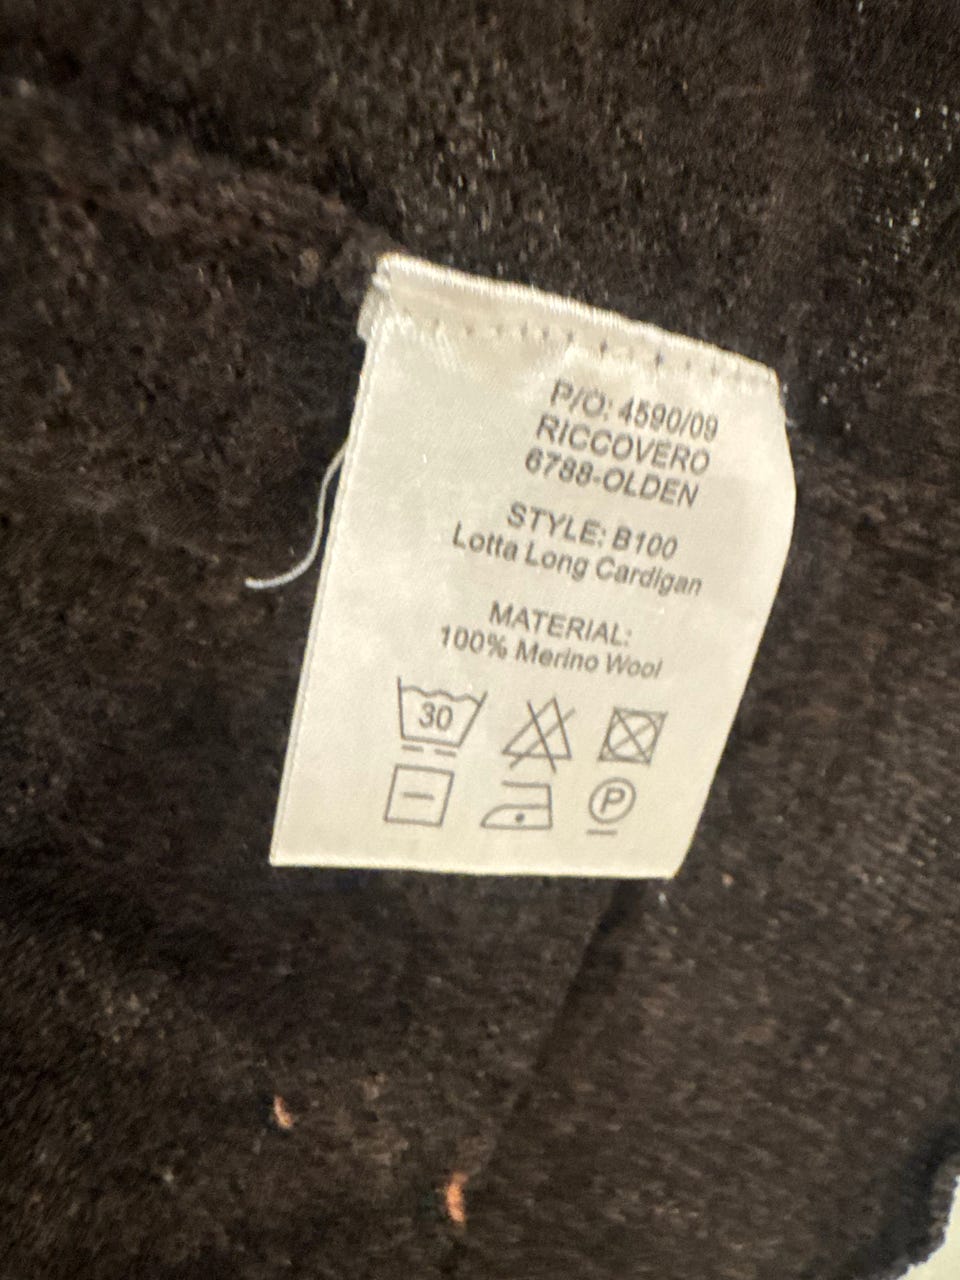 P/O: 4590/09
RICCOVERO
6788-OLDEN
STYLE: B100
Lotta Long Cardigan
MATERIAL:
100% Merino Wool
30
P